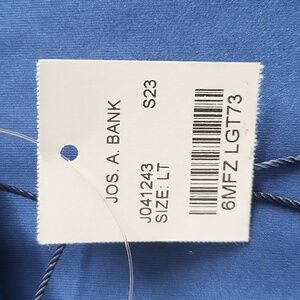 JOS. A. BANK S23
J041243
SIZE: LT
6MFZ LGT73